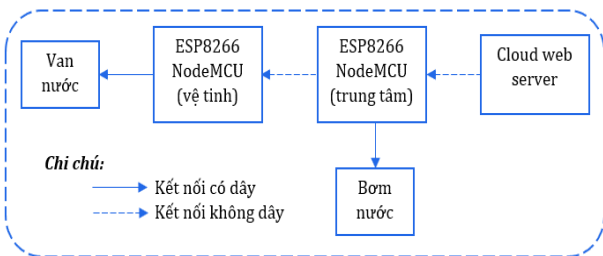 Van
nước
ESP8266
NodeMCU
(vệ tinh)
ESP8266
NodeMCU
(trung tâm)
Cloud web
server
Chi chú:
Kết nối có dây
Kết nối không dây
Bơm
nước